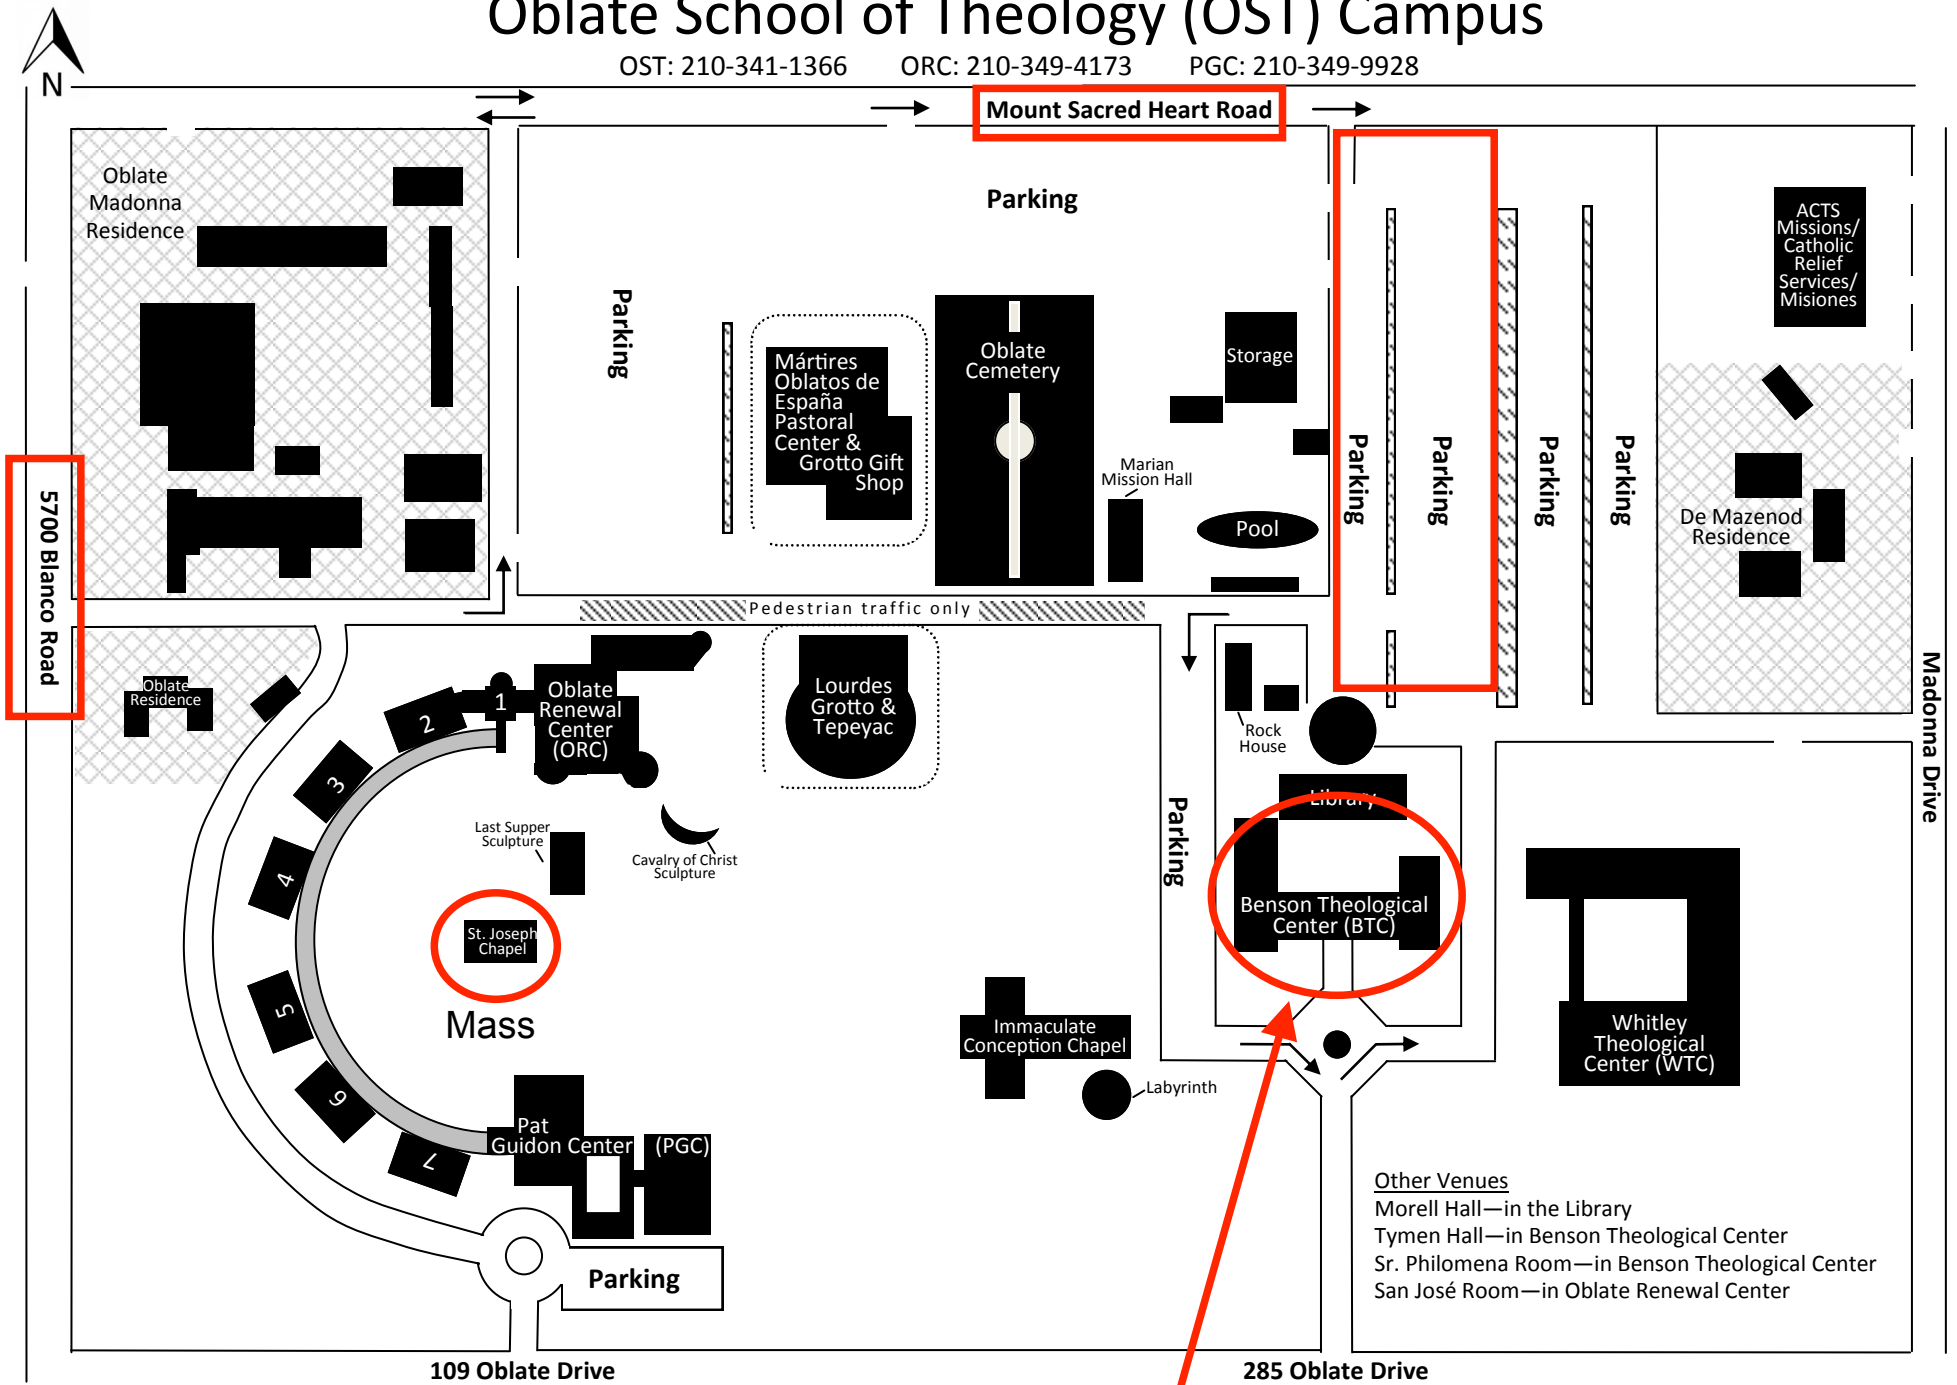 Oblate School of Theology (OST) Campus
OST: 210-341-1366 ORC: 210-349-4173 PGC: 210-349-9928
N
Mount Sacred Heart Road
Oblate
Madonna
Residence
Parking
ACTS
Missions/
Catholic
Relief
Services/
Misiones
Parking
Mártires
Oblatos de
España
Pastoral
Center &
Grotto Gift
Shop
Oblate
Cemetery
Storage
Marian
Mission Hall
Pool
Parking
Parking
Parking
Parking
De Mazenod
Residence
5700 Blanco Road
Pedestrian traffic only
Oblate
Residence
1
2
3
4
5
6
7
Oblate
Renewal
Center
(ORC)
Lourdes
Grotto &
Tepeyac
Rock
House
Madonna Drive
Library
Parking
Last Supper
Sculpture
Cavalry of Christ
Sculpture
St. Joseph
Chapel
Mass
Benson Theological
Center (BTC)
Immaculate
Conception Chapel
Labyrinth
Whitley
Theological
Center (WTC)
Pat
Guidon Center (PGC)
Parking
Other Venues
Morell Hall—in the Library
Tymen Hall—in Benson Theological Center
Sr. Philomena Room—in Benson Theological Center
San José Room—in Oblate Renewal Center
109 Oblate Drive
285 Oblate Drive